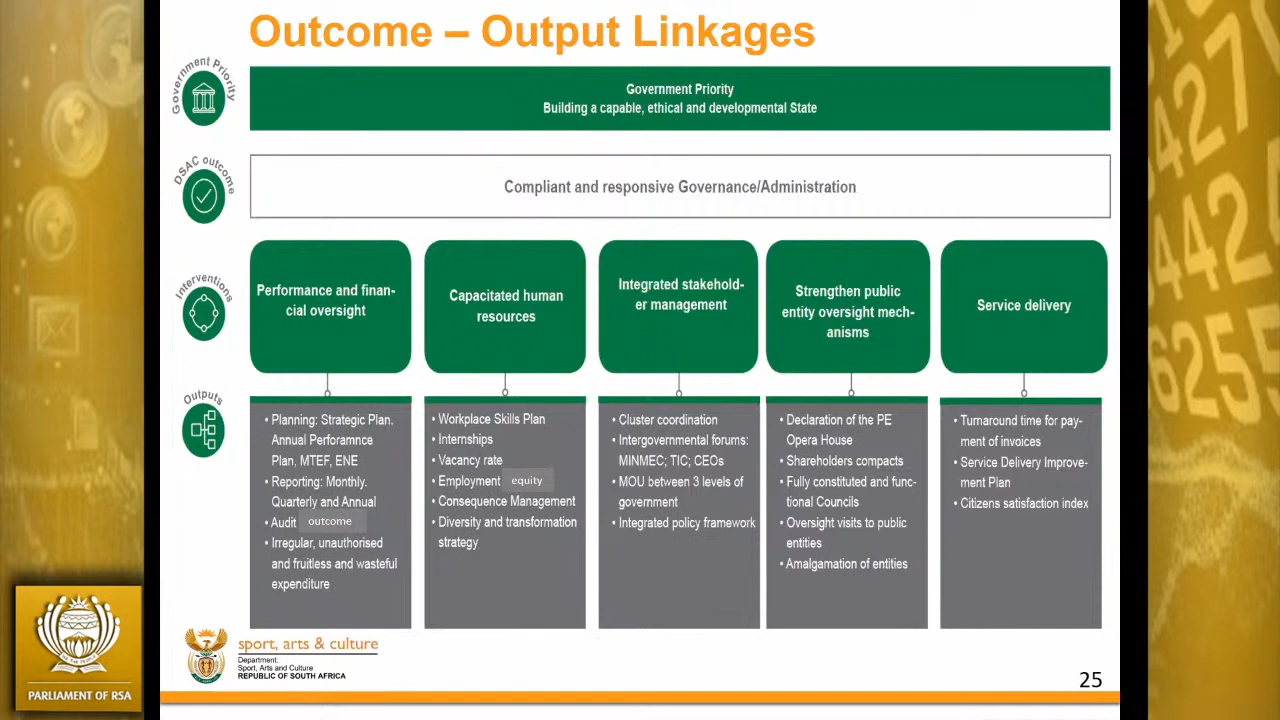 Outcome – Output Linkages
Government Priority
Government Priority
Building a capable, ethical and developmental State
DSAC outcome
Compliant and responsive Governance/Administration
Interventions
Performance and finan-
cial oversight
Capacitated human
resources
Integrated stakehold-
er management
Strengthen public
entity oversight mech-
anisms
Service delivery
Outputs
• Planning: Strategic Plan.
Annual Perforamnce
Plan, MTEF, ENE
• Reporting: Monthly.
Quarterly and Annual
• Audit outcome
• Irregular, unauthorised
and fruitless and wasteful
expenditure
• Workplace Skills Plan
• Internships
• Vacancy rate
• Employment equity
• Consequence Management
• Diversity and transformation
strategy
• Cluster coordination
• Intergovernmental forums:
MINMEC; TIC; CEOs
• MOU between 3 levels of
government
• Integrated policy framework
• Declaration of the PE
Opera House
• Shareholders compacts
• Fully constituted and func-
tional Councils
• Oversight visits to public
entities
• Amalgamation of entities
• Turnaround time for pay-
ment of invoices
• Service Delivery Improve-
ment Plan
• Citizens satisfaction index
sport, arts & culture
Department:
Sport, Arts and Culture
REPUBLIC OF SOUTH AFRICA
25
PARLIAMENT OF RSA